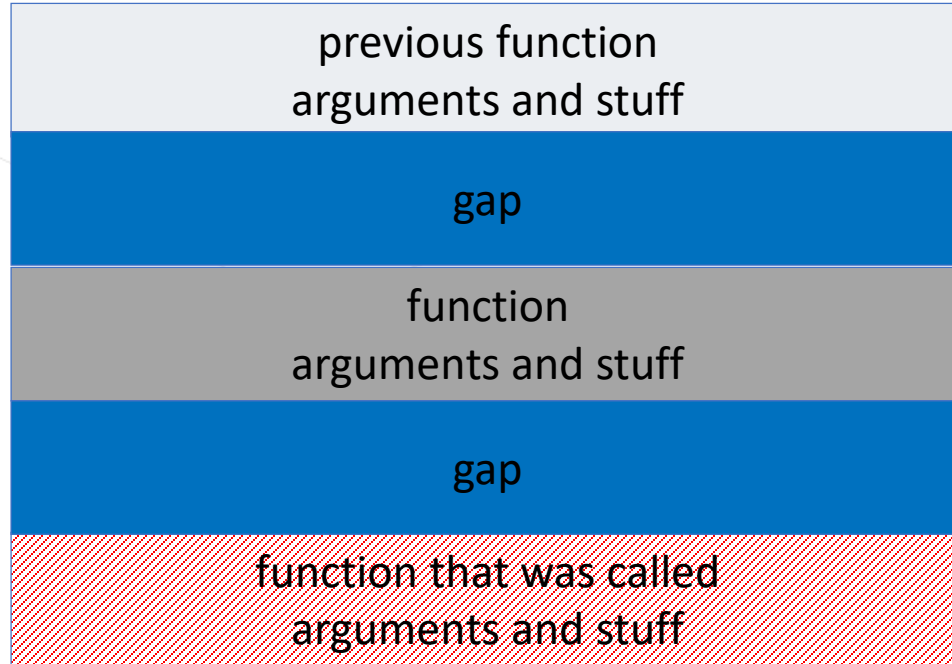 previous function
arguments and stuff
gap
function
arguments and stuff
gap
function that was called
arguments and stuff